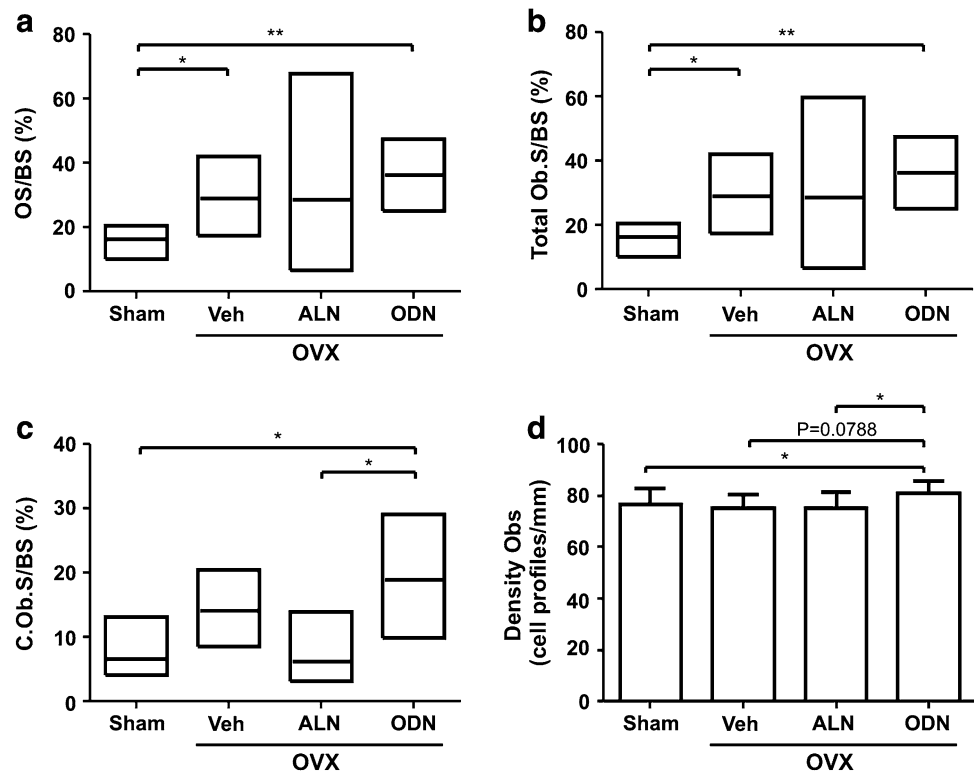 a
OS/BS (%)
80
60
40
20
0
**
*
Sham Veh ALN ODN
OVX
b
Total Ob.S/BS (%)
80
60
40
20
0
**
*
Sham Veh ALN ODN
OVX
c
C.Ob.S/BS (%)
40
30
20
10
0
*
*
Sham Veh ALN ODN
OVX
d
Density Obs
(cell profiles/mm)
100
80
60
40
20
0
*
P=0.0788
*
Sham Veh ALN ODN
OVX